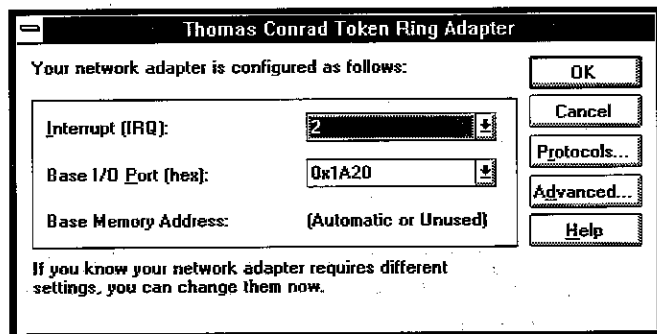 Thomas Conrad Token Ring Adapter
Your network adapter is configured as follows:
Interrupt (IRQ): 2
Base I/O Port (hex): 0x1A20
Base Memory Address: (Automatic or Unused)
If you know your network adapter requires different
settings, you can change them now.
OK
Cancel
Protocols...
Advanced...
Help